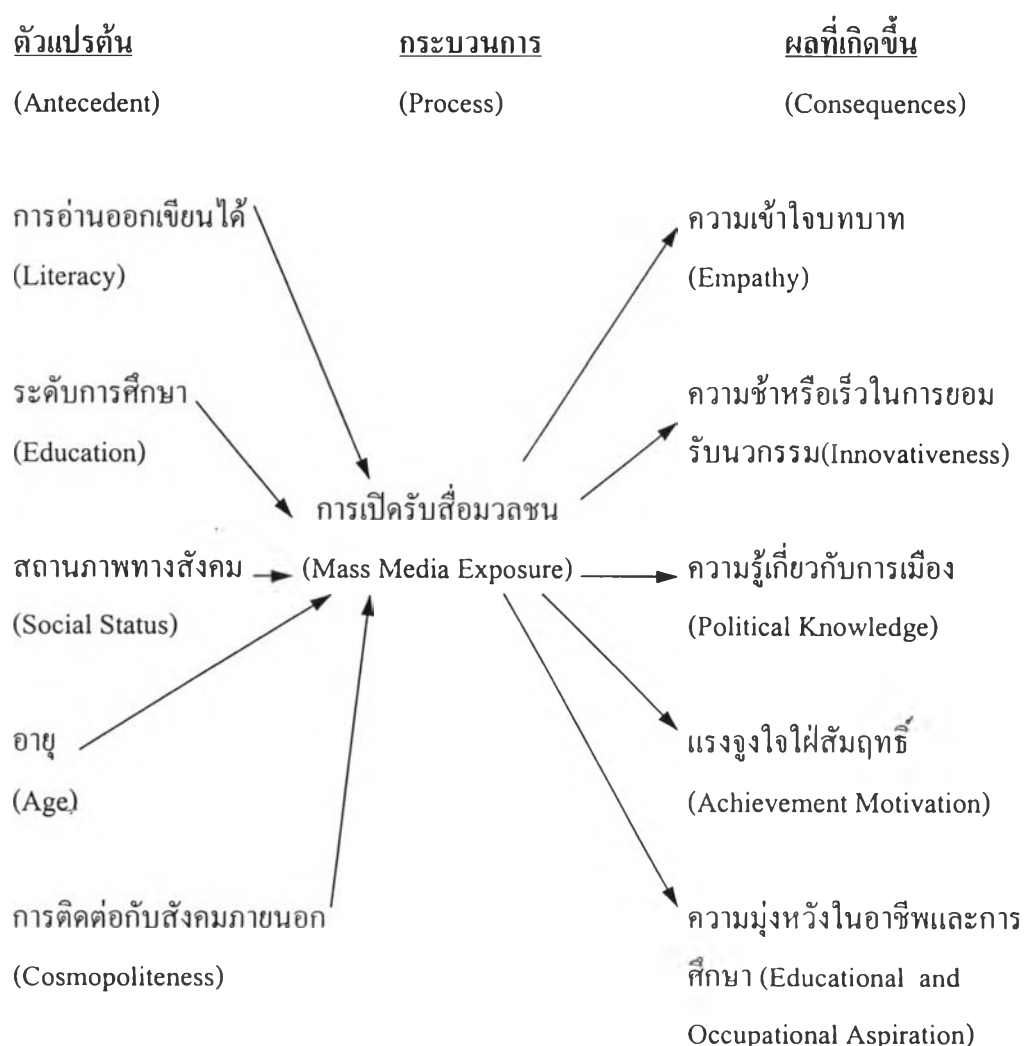 ตัวแปรต้น กระบวนการ ผลที่เกิดขึ้น
(Antecedent) (Process) (Consequences)
การอ่านออกเขียนได้
(Literacy)
ระดับการศึกษา
(Education)
สถานภาพทางสังคม
(Social Status)
อายุ
(Age)
การติดต่อกับสังคมภายนอก
(Cosmopoliteness)
การเปิดรับสื่อมวลชน
(Mass Media Exposure)
ความเข้าใจบทบาท
(Empathy)
ความช้าหรือเร็วในการยอม
รับนวกรรม(Innovativeness)
ความรู้เกี่ยวกับการเมือง
(Political Knowledge)
แรงจูงใจใฝ่สัมฤทธิ์
(Achievement Motivation)
ความมุ่งหวังในอาชีพและการ
ศึกษา (Educational and
Occupational Aspiration)